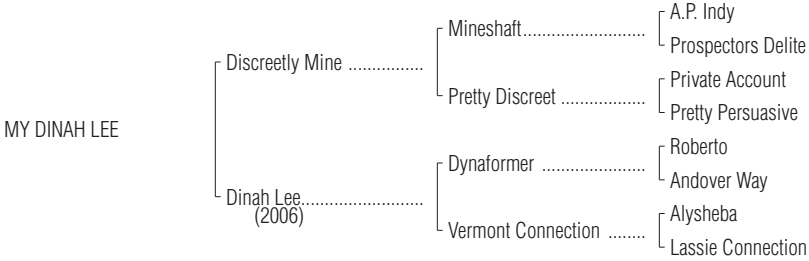 A.P. Indy
Mineshaft..........................
Prospectors Delite
Discreetly Mine ................
Private Account
Pretty Discreet ..................
Pretty Persuasive
MY DINAH LEE
Roberto
Dynaformer ......................
Andover Way
Dinah Lee..........................
(2006)
Alysheba
Vermont Connection ........
Lassie Connection